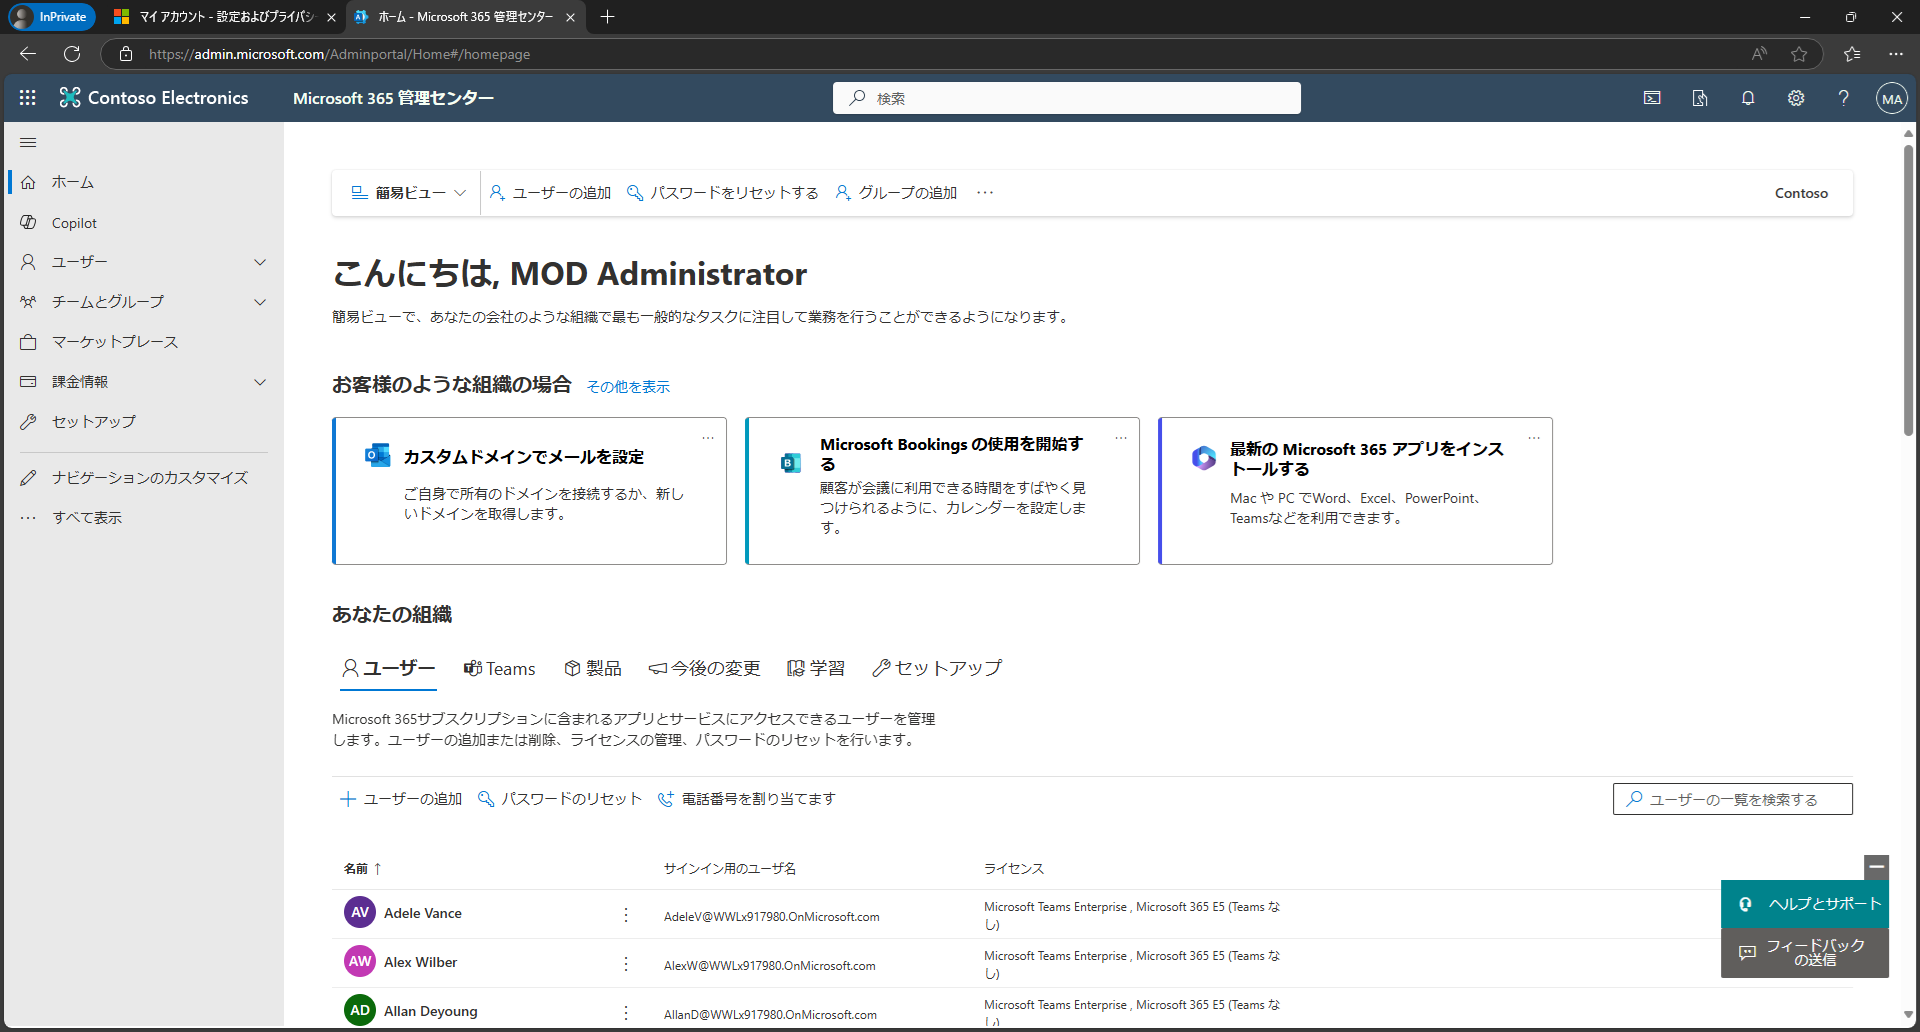 InPrivate
マイ アカウント - 設定およびプライバシ
ホーム - Microsoft 365 管理センター
https://admin.microsoft.com/Adminportal/Home#/homepage
Contoso Electronics
Microsoft 365 管理センター
検索
MA
ホーム
Copilot
ユーザー
チームとグループ
マーケットプレース
課金情報
セットアップ
ナビゲーションのカスタマイズ
すべて表示
簡易ビュー
ユーザーの追加
パスワードをリセットする
グループの追加
Contoso
こんにちは, MOD Administrator
簡易ビューで、あなたの会社のような組織で最も一般的なタスクに注目して業務を行うことができるようになります。
お客様のような組織の場合 その他を表示
カスタムドメインでメールを設定
ご自身で所有のドメインを接続するか、新し
いドメインを取得します。
Microsoft Bookings の使用を開始す
る
顧客が会議に利用できる時間をすばやく見
つけられるように、カレンダーを設定しま
す。
最新の Microsoft 365 アプリをインス
トールする
Mac や PC でWord、Excel、PowerPoint、
Teamsなどを利用できます。
あなたの組織
ユーザー
Teams
製品
今後の変更
学習
セットアップ
Microsoft 365サブスクリプションに含まれるアプリとサービスにアクセスできるユーザーを管理
します。ユーザーの追加または削除、ライセンスの管理、パスワードのリセットを行います。
ユーザーの追加
パスワードのリセット
電話番号を割り当てます
ユーザーの一覧を検索する
名前 ↑
サインイン用のユーザ名
ライセンス
AV
Adele Vance
AdeleV@WWLx917980.OnMicrosoft.com
Microsoft Teams Enterprise , Microsoft 365 E5 (Teams な
し)
AW
Alex Wilber
AlexW@WWLx917980.OnMicrosoft.com
Microsoft Teams Enterprise , Microsoft 365 E5 (Teams な
し)
AD
Allan Deyoung
AllanD@WWLx917980.OnMicrosoft.com
Microsoft Teams Enterprise , Microsoft 365 E5 (Teams な
し)
ヘルプとサポート
フィードバック
の送信